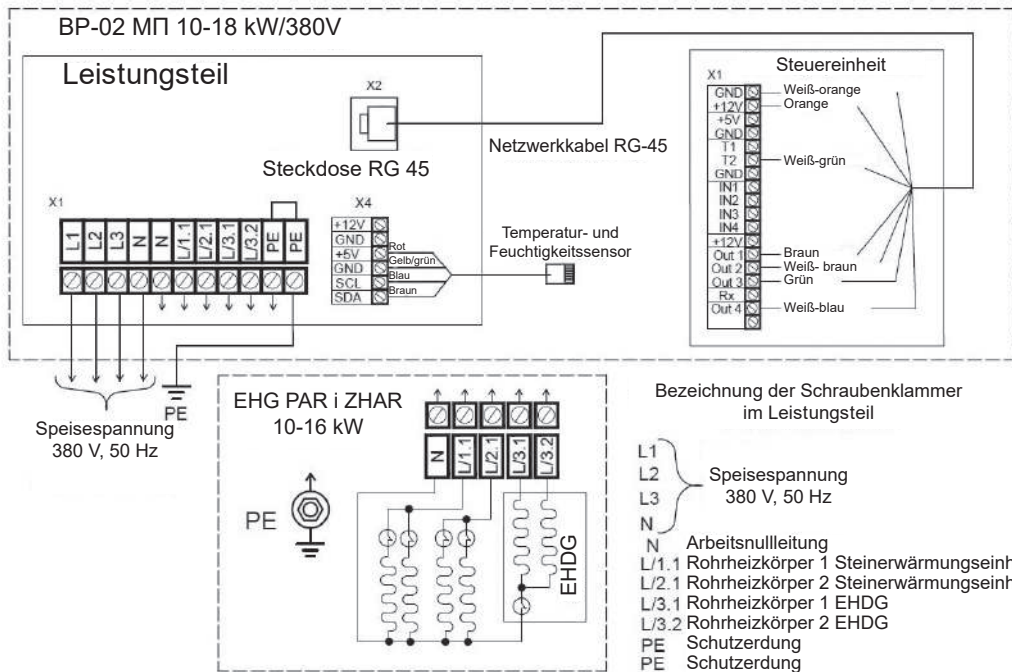 BP-02 МП 10-18 kW/380V
Leistungsteil
X2
Steckdose RG 45
Netzwerkkabel RG-45
Steuereinheit
X1
GND
+12V
+5V
GND
T1
T2
GND
IN1
IN2
IN3
IN4
+12V
Out 1
Out 2
Out 3
Rx
Out 4
Weiß-orange
Orange
Weiß-grün
Braun
Weiß- braun
Grün
Weiß-blau
X1
L1
L2
L3
N
N
L/1.1
L/2.1
L/3.1
L/3.2
PE
PE
X4
+12V
GND
+5V
GND
SCL
SDA
Rot
Gelb/grün
Blau
Braun
Temperatur- und
Feuchtigkeitssensor
PE
Speisespannung
380 V, 50 Hz
EHG PAR i ZHAR
10-16 kW
N
L/1.1
L/2.1
L/3.1
L/3.2
PE
EHDG
Bezeichnung der Schraubenklammer
im Leistungsteil
L1
L2
L3
N
Speisespannung
380 V, 50 Hz
N Arbeitsnullleitung
L/1.1 Rohrheizkörper 1 Steinerwärmungseinh
L/2.1 Rohrheizkörper 2 Steinerwärmungseinh
L/3.1 Rohrheizkörper 1 EHDG
L/3.2 Rohrheizkörper 2 EHDG
PE Schutzerdung
PE Schutzerdung